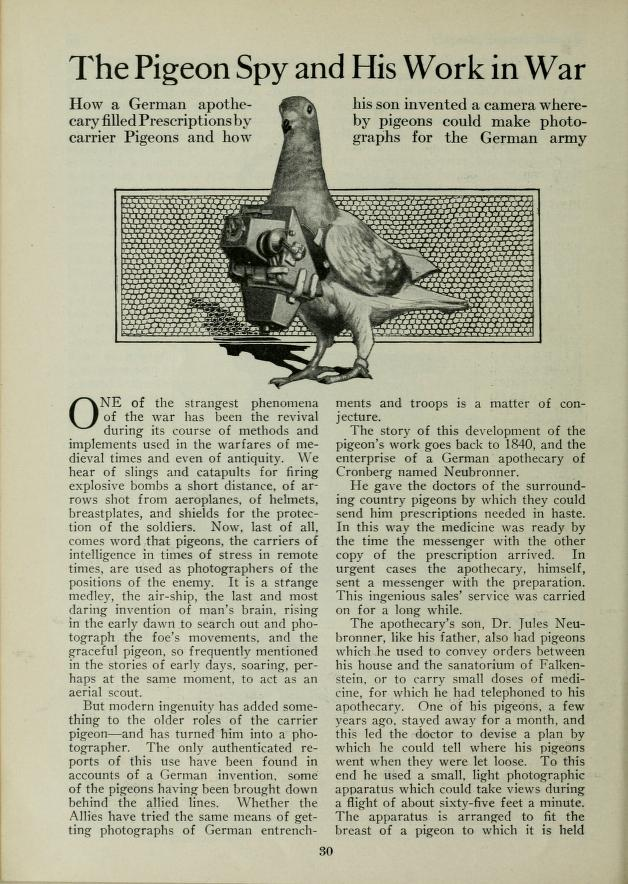 The Pigeon Spy and His Work in War
How a German apothe-
cary filled Prescriptions by
carrier Pigeons and how
his son invented a camera where-
by pigeons could make photo-
graphs for the German army
ONE of the strangest phenomena
of the war has been the revival
during its course of methods and
implements used in the warfares of me-
dieval times and even of antiquity. We
hear of slings and catapults for firing
explosive bombs a short distance, of ar-
rows shot from aeroplanes, of helmets,
breastplates, and shields for the protec-
tion of the soldiers. Now, last of all,
comes word that pigeons, the carriers of
intelligence in times of stress in remote
times, are used as photographers of the
positions of the enemy. It is a strange
medley, the air-ship, the last and most
daring invention of man's brain, rising
in the early dawn to search out and pho-
tograph the foe's movements, and the
graceful pigeon, so frequently mentioned
in the stories of early days, soaring, per-
haps at the same moment, to act as an
aerial scout.
But modern ingenuity has added some-
thing to the older roles of the carrier
pigeon—and has turned him into a pho-
tographer. The only authenticated re-
ports of this use have been found in
accounts of a German invention, some
of the pigeons having been brought down
behind the allied lines. Whether the
Allies have tried the same means of get-
ting photographs of German entrench-
ments and troops is a matter of con-
jecture.
The story of this development of the
pigeon's work goes back to 1840, and the
enterprise of a German apothecary of
Cronberg named Neubronner.
He gave the doctors of the surround-
ing country pigeons by which they could
send him prescriptions needed in haste.
In this way the medicine was ready by
the time the messenger with the other
copy of the prescription arrived. In
urgent cases the apothecary, himself,
sent a messenger with the preparation.
This ingenious sales' service was carried
on for a long while.
The apothecary's son, Dr. Jules Neu-
bronner, like his father, also had pigeons
which he used to convey orders between
his house and the sanatorium of Falken-
stein, or to carry small doses of medi-
cine, for which he had telephoned to his
apothecary. One of his pigeons, a few
years ago, stayed away for a month, and
this led the doctor to devise a plan by
which he could tell where his pigeons
went when they were let loose. To this
end he used a small, light photographic
apparatus which could take views during
a flight of about sixty-five feet a minute.
The apparatus is arranged to fit the
breast of a pigeon to which it is held
30